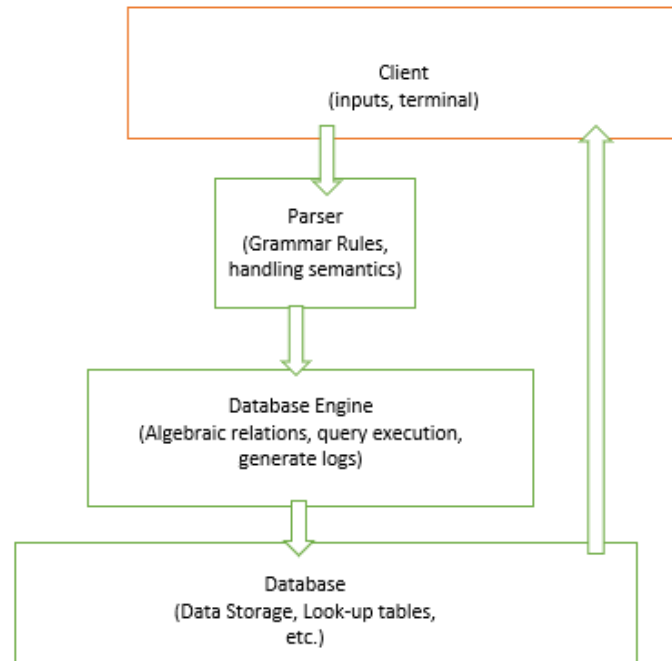 Client
(inputs, terminal)
Parser
(Grammar Rules,
handling semantics)
Database Engine
(Algebraic relations, query execution,
generate logs)
Database
(Data Storage, Look-up tables,
etc.)